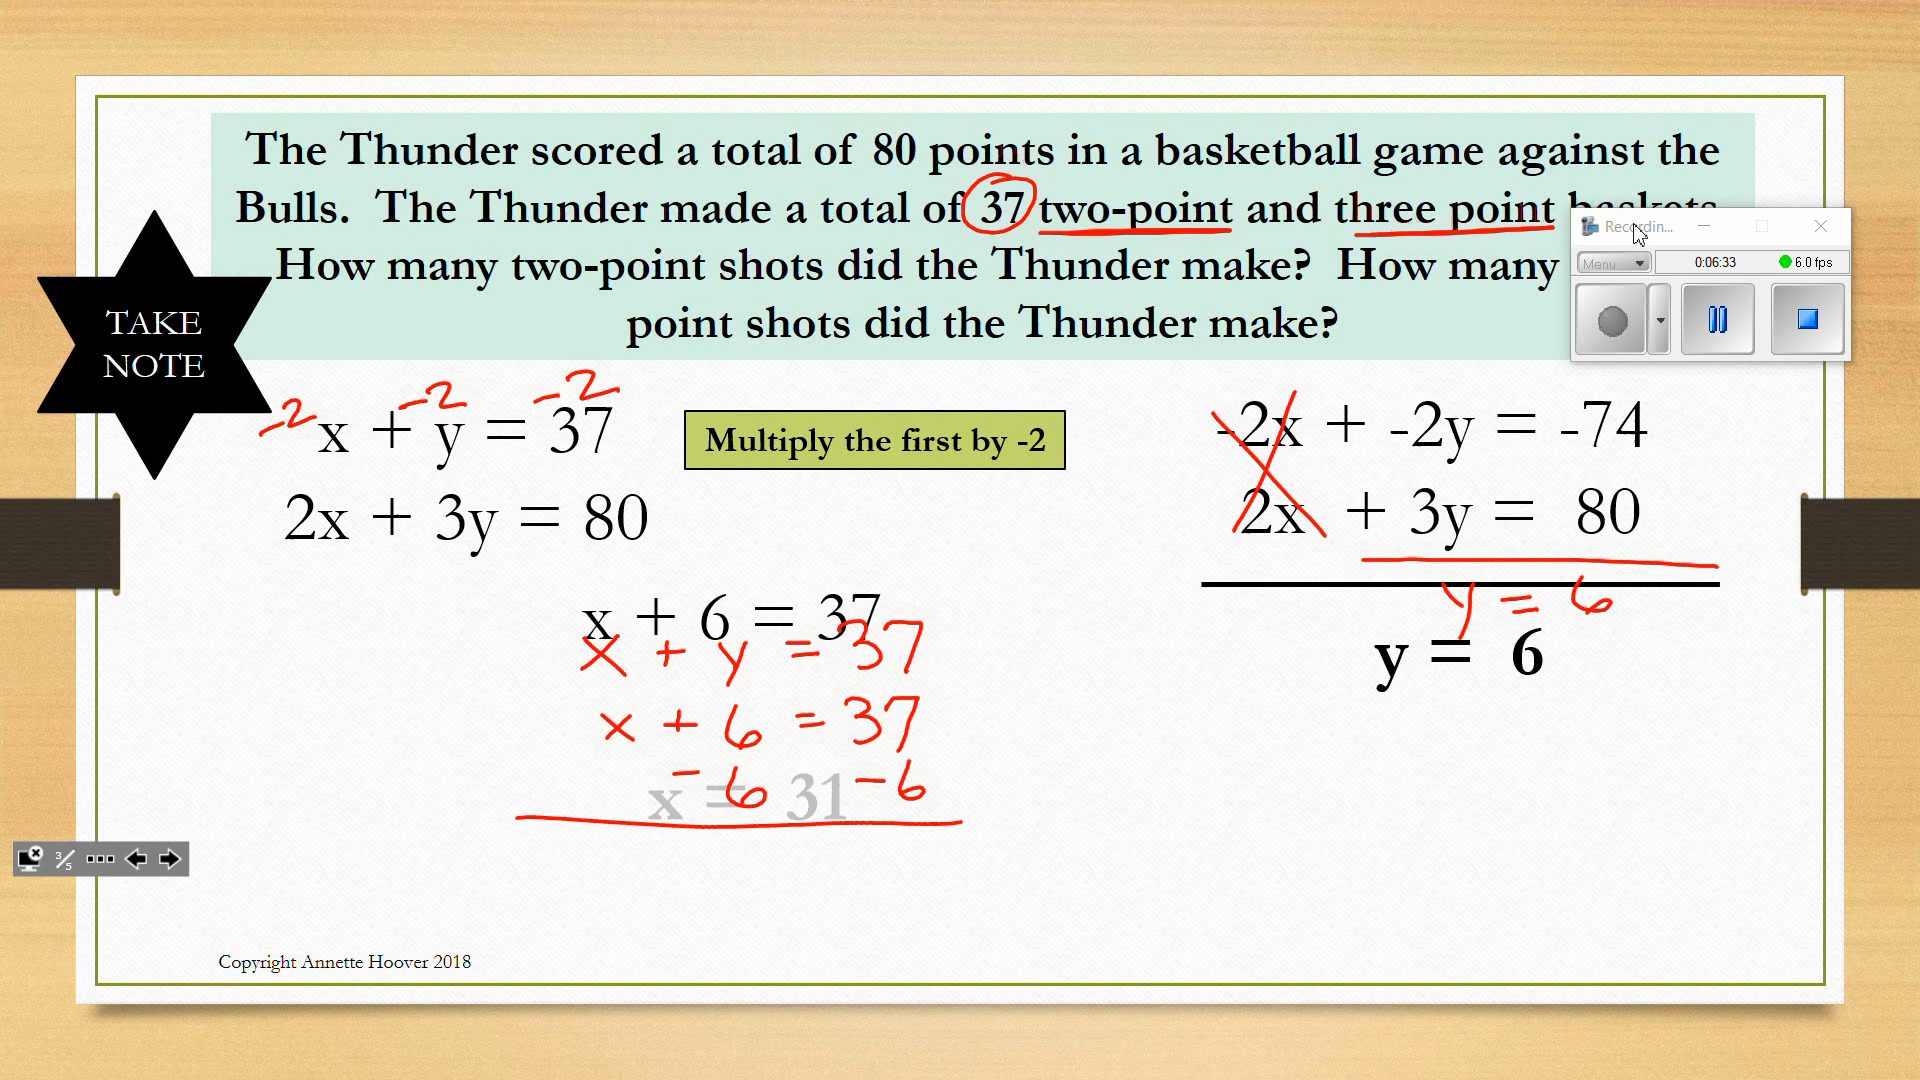 The Thunder scored a total of 80 points in a basketball game against the
Bulls. The Thunder made a total of 37 two-point and three point baskets.
How many two-point shots did the Thunder make? How many
point shots did the Thunder make?
TAKE
NOTE
Recordin...
Menu
0:06:33
6.0 fps
-2 -2 -2
x + y = 37
2x + 3y = 80
Multiply the first by -2
-2x + -2y = -74
2x + 3y = 80
y = 6
y = 6
x + 6 = 37
x + y = 37
x + 6 = 37
- 6 - 6
x = 31
3/5
Copyright Annette Hoover 2018